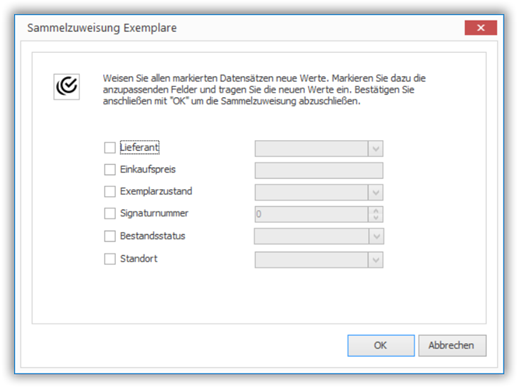 Sammelzuweisung Exemplare
Weisen Sie allen markierten Datensätzen neue Werte. Markieren Sie dazu die
anzupassenden Felder und tragen Sie die neuen Werte ein. Bestätigen Sie
anschließen mit "OK" um die Sammelzuweisung abzuschließen.
Lieferant
Einkaufspreis
Exemplarzustand
Signaturnummer 0
Bestandsstatus
Standort
OK Abbrechen